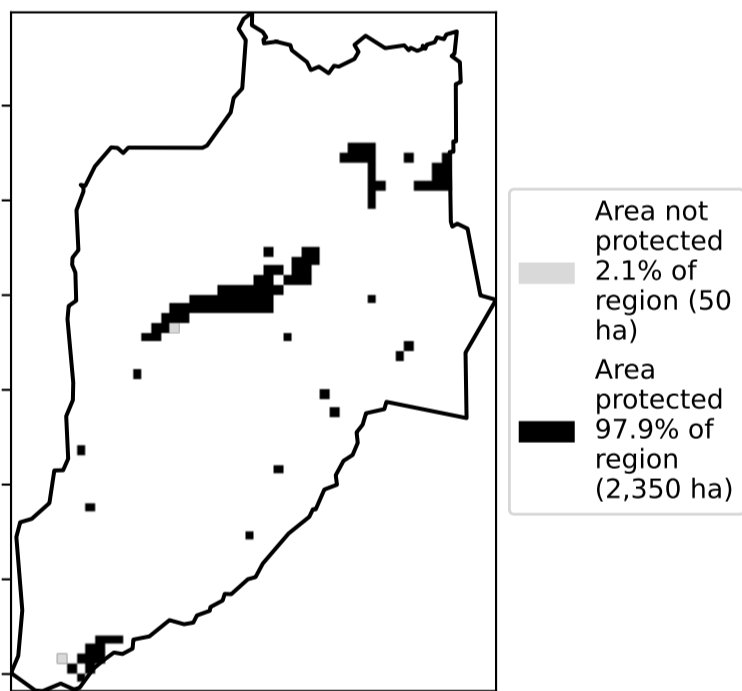 Area not
protected
2.1% of
region (50
ha)
Area
protected
97.9% of
region
(2,350 ha)